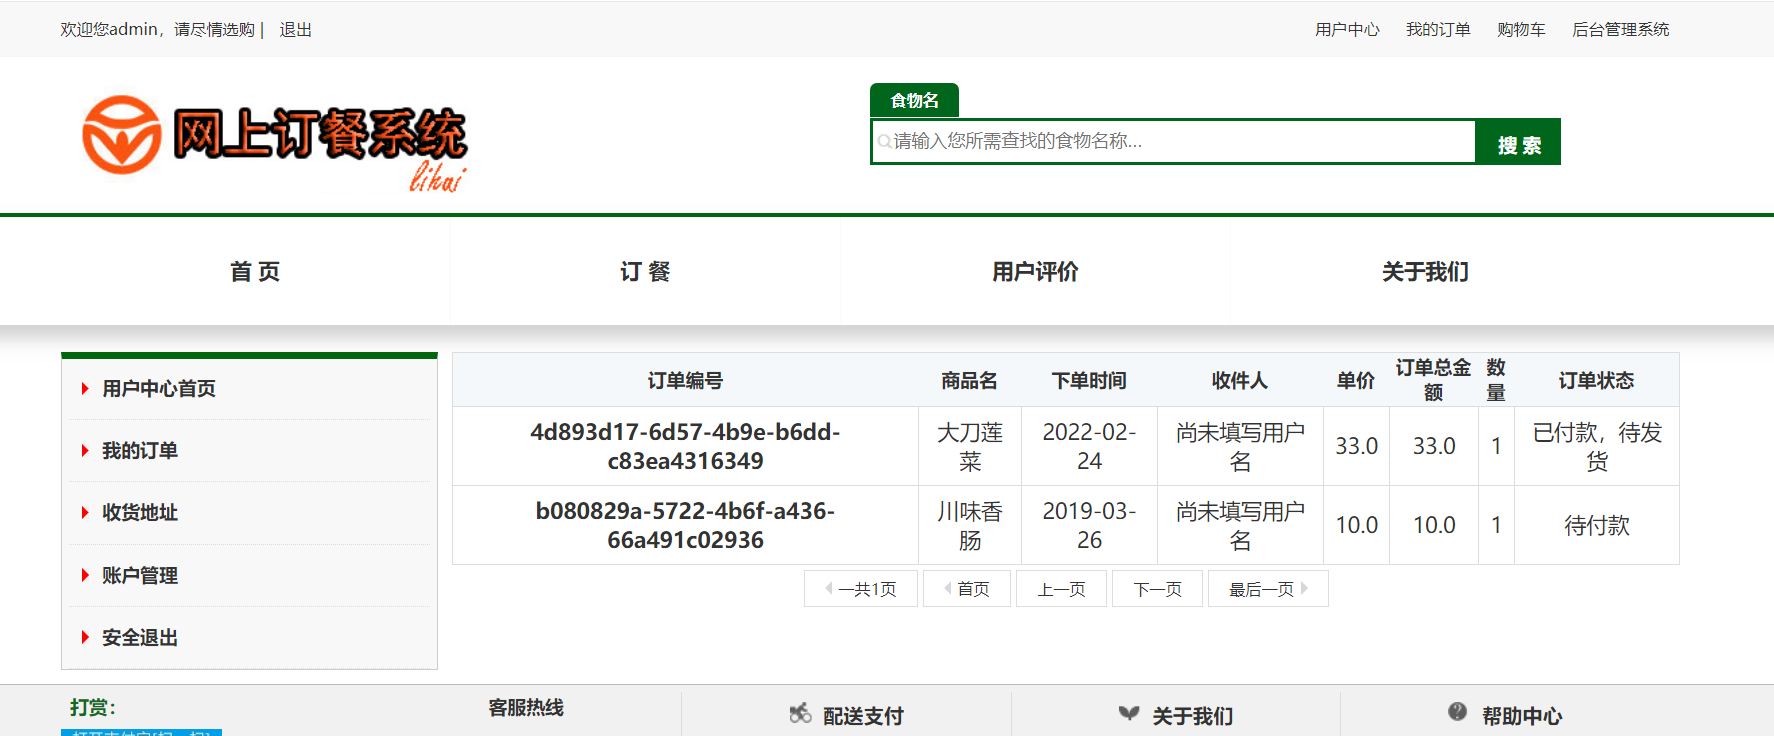 欢迎您admin，请尽情选购 | 退出
用户中心 我的订单 购物车 后台管理系统
网上订餐系统
likai
食物名
请输入您所需查找的食物名称...
搜 索
首 页 订 餐 用户评价 关于我们
用户中心首页
我的订单
收货地址
账户管理
安全退出
订单编号 商品名 下单时间 收件人 单价 订单总金额 数量 订单状态
4d893d17-6d57-4b9e-b6dd-c83ea4316349 大刀莲菜 2022-02-24 尚未填写用户名 33.0 33.0 1 已付款，待发货
b080829a-5722-4b6f-a436-66a491c02936 川味香肠 2019-03-26 尚未填写用户名 10.0 10.0 1 待付款
一共1页 首页 上一页 下一页 最后一页
打赏：
客服热线
配送支付
关于我们
帮助中心